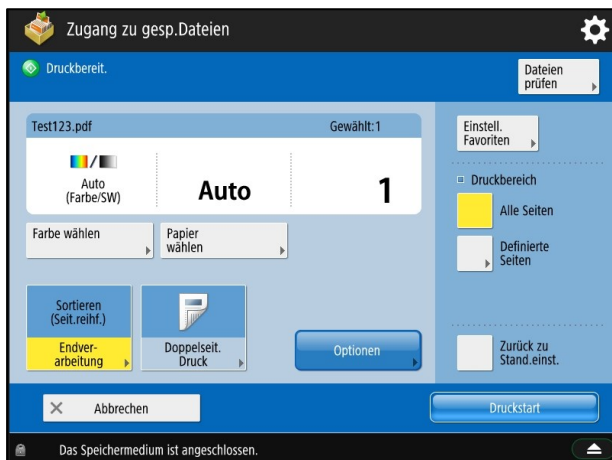 Zugang zu gesp.Dateien
Druckbereit.
Dateien
prüfen
Test123.pdf
Gewählt:1
Auto
(Farbe/SW)
Auto
1
Farbe wählen
Papier
wählen
Sortieren
(Seit.reihf.)
Endver-
arbeitung
Doppelseit.
Druck
Optionen
Einstell.
Favoriten
Druckbereich
Alle Seiten
Definierte
Seiten
Zurück zu
Stand.einst.
Abbrechen
Druckstart
Das Speichermedium ist angeschlossen.